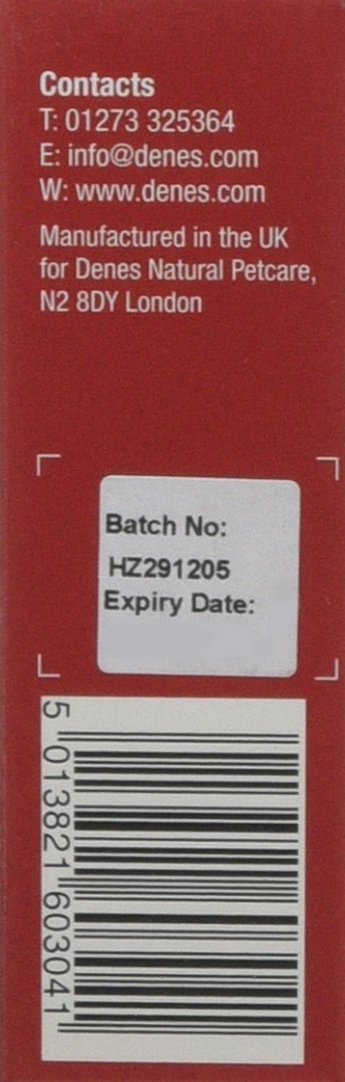 Contacts
T: 01273 325364
E: info@denes.com
W: www.denes.com
Manufactured in the UK
for Denes Natural Petcare,
N2 8DY London
Batch No:
HZ291205
Expiry Date:
5 013821 603041